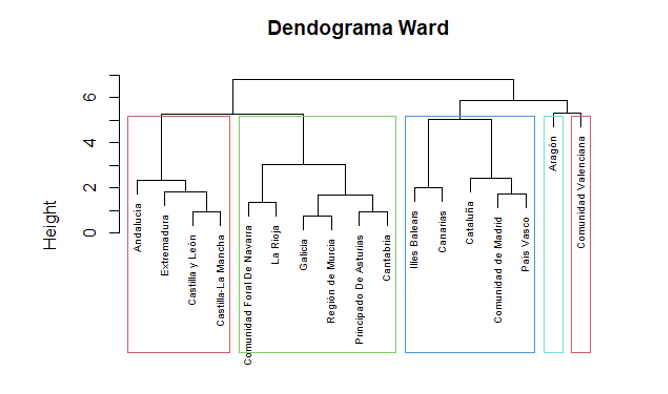 Dendograma Ward
Height
6
4
2
0
Andalucía
Extremadura
Castilla y León
Castilla-La Mancha
Comunidad Foral De Navarra
La Rioja
Galicia
Región de Murcia
Principado De Asturias
Cantabria
Illes Balears
Canarias
Cataluña
Comunidad de Madrid
País Vasco
Aragón
Comunidad Valenciana